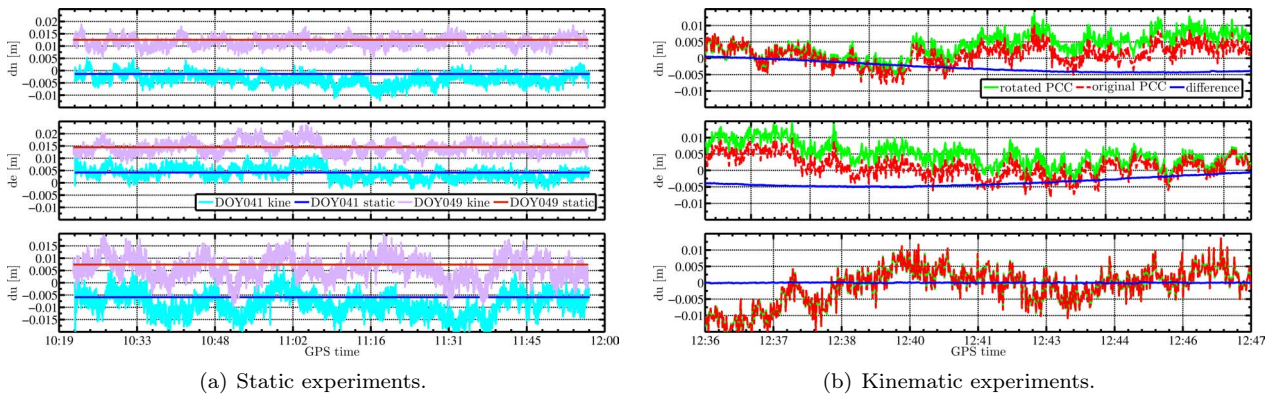 dn [m]
0.02
0.015
0.01
0.005
0
−0.005
−0.01
de [m]
0.02
0.015
0.01
0.005
0
−0.005
−0.01
DOY041 kine DOY041 static DOY049 kine DOY049 static
du [m]
0.015
0.01
0.005
0
−0.005
−0.01
−0.015
10:19 10:33 10:48 11:02 11:16 11:31 11:45 12:00
GPS time
(a) Static experiments.
dn [m]
0.01
0.005
0
−0.005
−0.01
rotated PCC original PCC difference
de [m]
0.01
0.005
0
−0.005
−0.01
du [m]
0.01
0.005
0
−0.005
−0.01
12:36 12:37 12:38 12:40 12:41 12:43 12:44 12:46 12:47
GPS time
(b) Kinematic experiments.